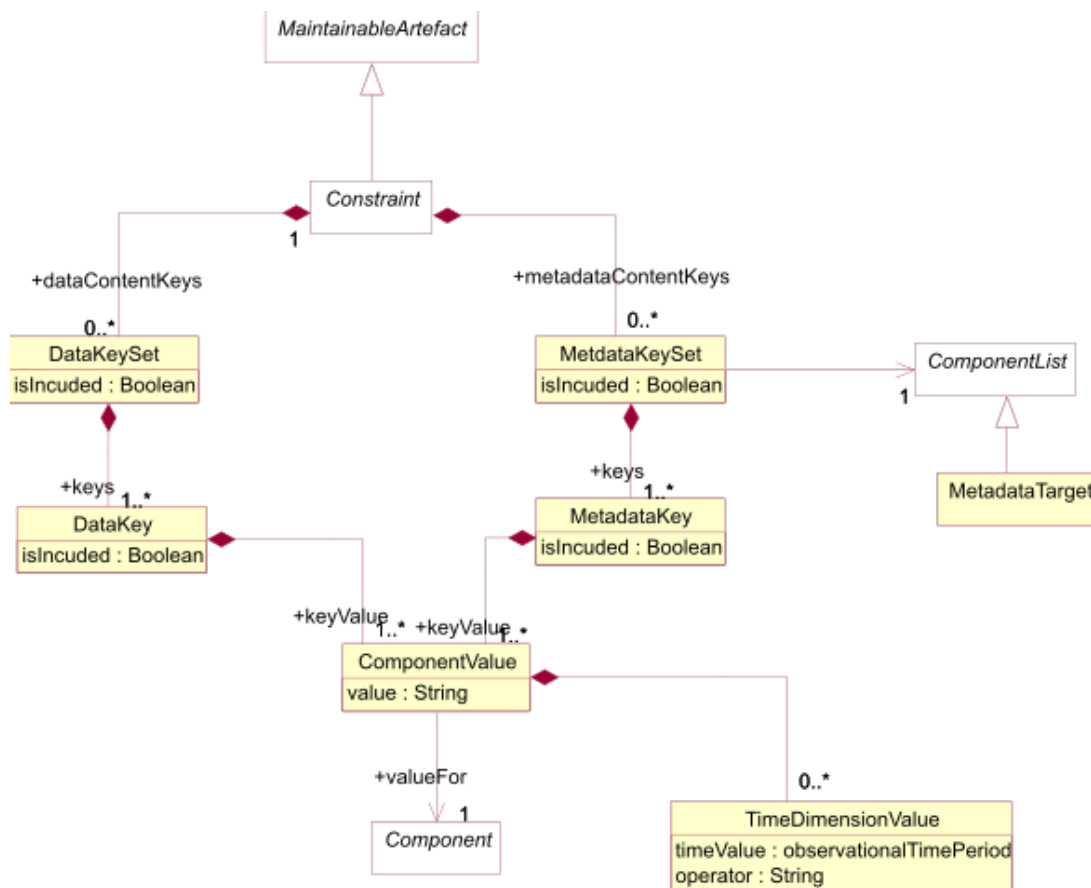 MaintainableArtefact
Constraint
1
+dataContentKeys
+metadataContentKeys
0..*
0..*
DataKeySet
isIncuded : Boolean
MetdataKeySet
isIncuded : Boolean
ComponentList
1
+keys
1..*
+keys
1..*
MetadataTarget
DataKey
isIncuded : Boolean
MetadataKey
isIncuded : Boolean
+keyValue
1..*
+keyValue
1..*
ComponentValue
value : String
+valueFor
1
0..*
Component
TimeDimensionValue
timeValue : observationalTimePeriod
operator : String